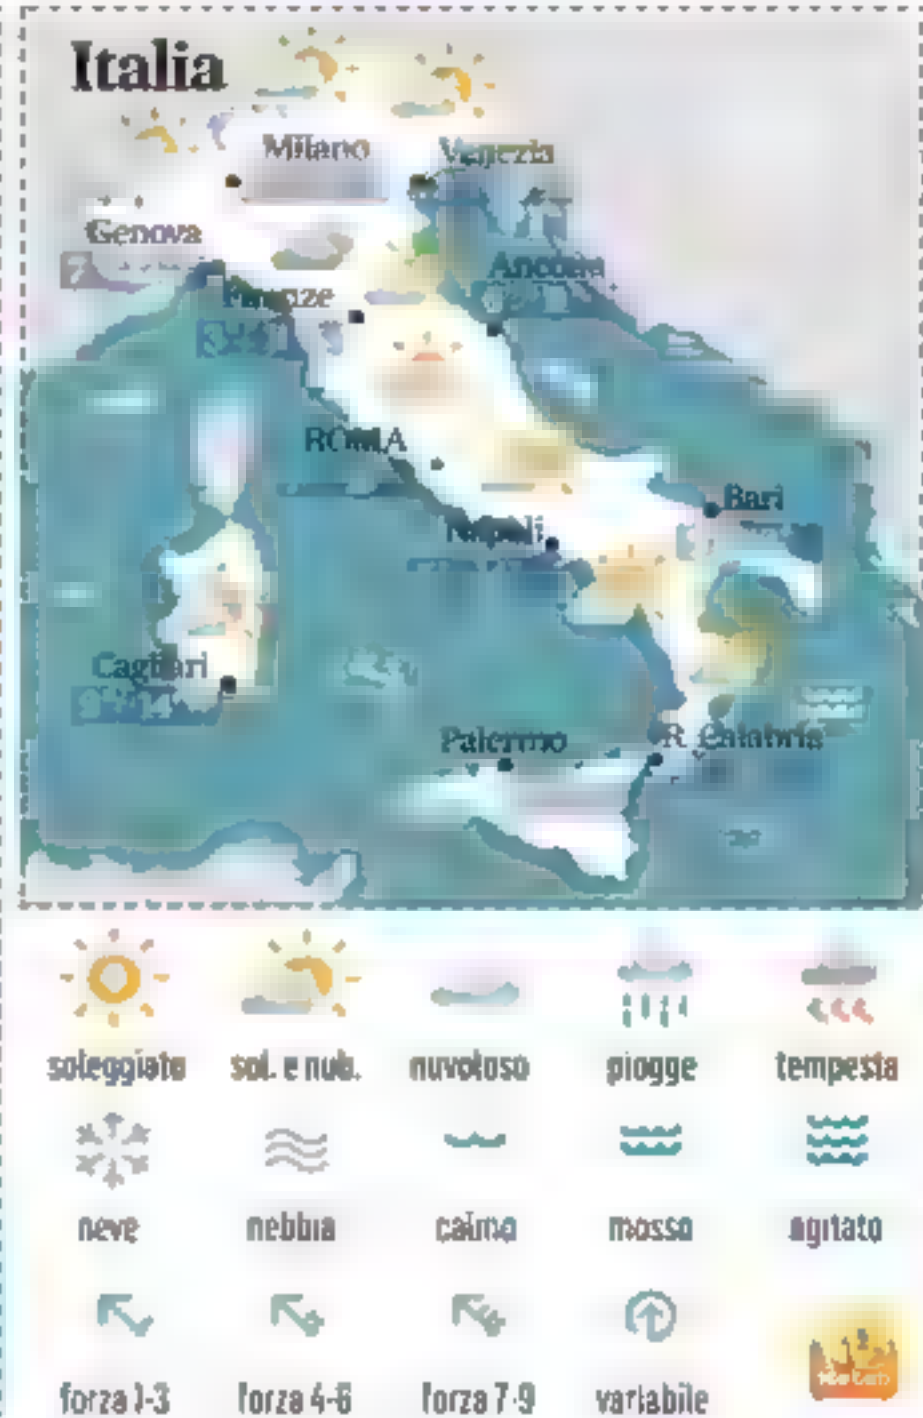 Italia
Milano
Venezia
Genova
Ancona
Firenze
ROMA
Bari
Napoli
Cagliari
Palermo
R. Calabria
soleggiato
sol. e nub.
nuvoloso
piogge
tempesta
neve
nebbia
calmo
mosso
agitato
forza 1-3
forza 4-6
forza 7-9
variabile